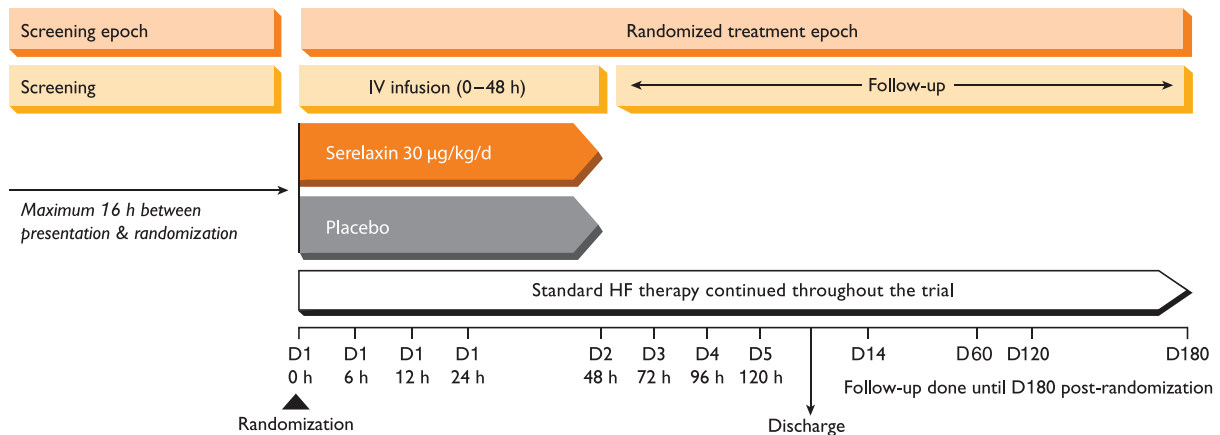 Screening epoch
Randomized treatment epoch
Screening
IV infusion (0–48 h)
Follow-up
Serelaxin 30 µg/kg/d
Maximum 16 h between
presentation & randomization
Placebo
Standard HF therapy continued throughout the trial
D1 D1 D1 D1 D2 D3 D4 D5 D14 D60 D120 D180
0 h 6 h 12 h 24 h 48 h 72 h 96 h 120 h
Follow-up done until D180 post-randomization
Randomization
Discharge